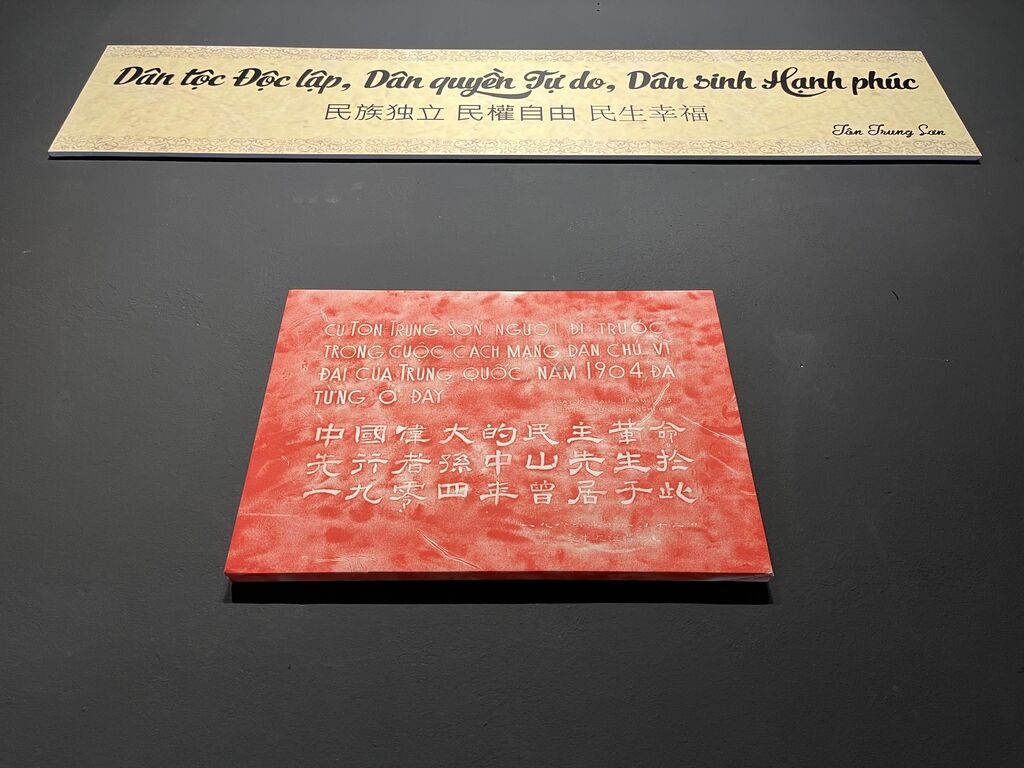 Dân tộc Độc lập, Dân quyền Tự do, Dân sinh Hạnh phúc
民族独立 民權自由 民生幸福
Tôn Trung Sơn
CỤ TÔN TRUNG SƠN NGƯỜI ĐI TRƯỚC
TRONG CUỘC CÁCH MẠNG DÂN CHỦ VĨ
ĐẠI CỦA TRUNG QUỐC, NĂM 1904, ĐÃ
TỪNG Ở ĐÂY
中國偉大的民主革命
先行者孫中山先生於
一九零四年曾居于此